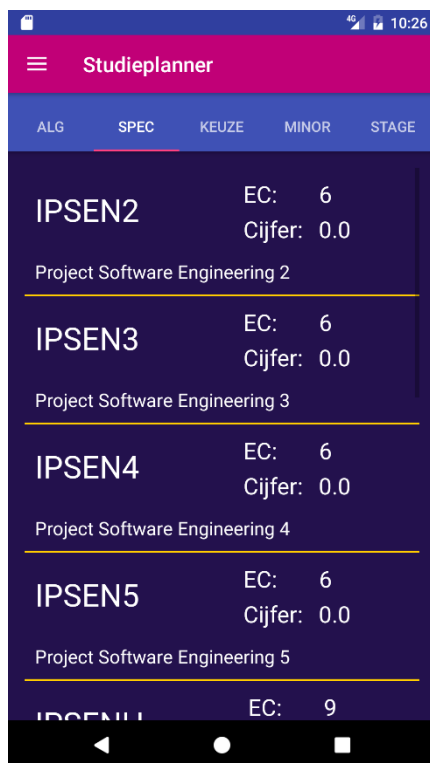 4G 10:26
Studieplanner
ALG SPEC KEUZE MINOR STAGE
IPSEN2 EC: 6
Cijfer: 0.0
Project Software Engineering 2
IPSEN3 EC: 6
Cijfer: 0.0
Project Software Engineering 3
IPSEN4 EC: 6
Cijfer: 0.0
Project Software Engineering 4
IPSEN5 EC: 6
Cijfer: 0.0
Project Software Engineering 5
EC: 9